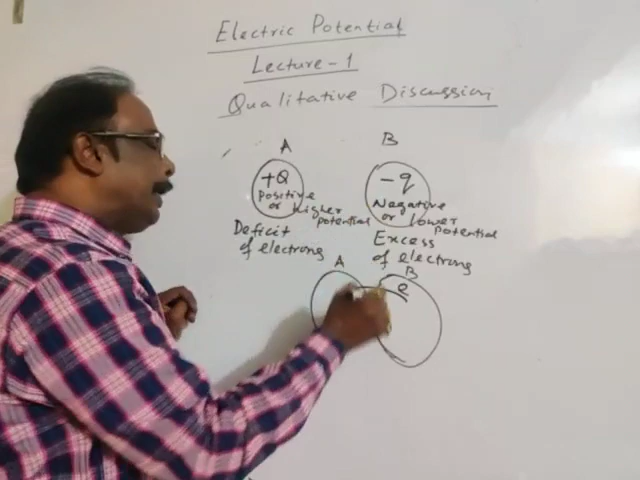 Electric Potential
Lecture-1
Qualitative Discussion
A
B
+Q
Positive
or higher
potential
Deficit
of electrons
-q
Negative
or lower
potential
Excess
of electrons
A
B
e